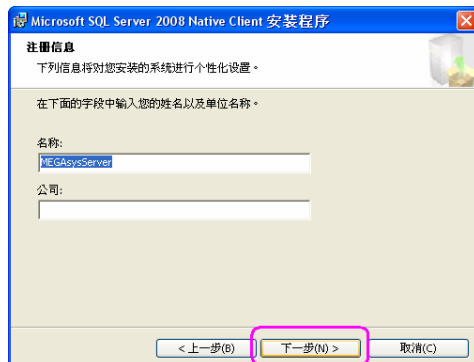 Microsoft SQL Server 2008 Native Client 安装程序
注册信息
下列信息将对您安装的系统进行个性化设置。
在下面的字段中输入您的姓名以及单位名称。
名称:
MEGAsysServer
公司:
< 上一步(B)
下一步(N) >
取消(C)